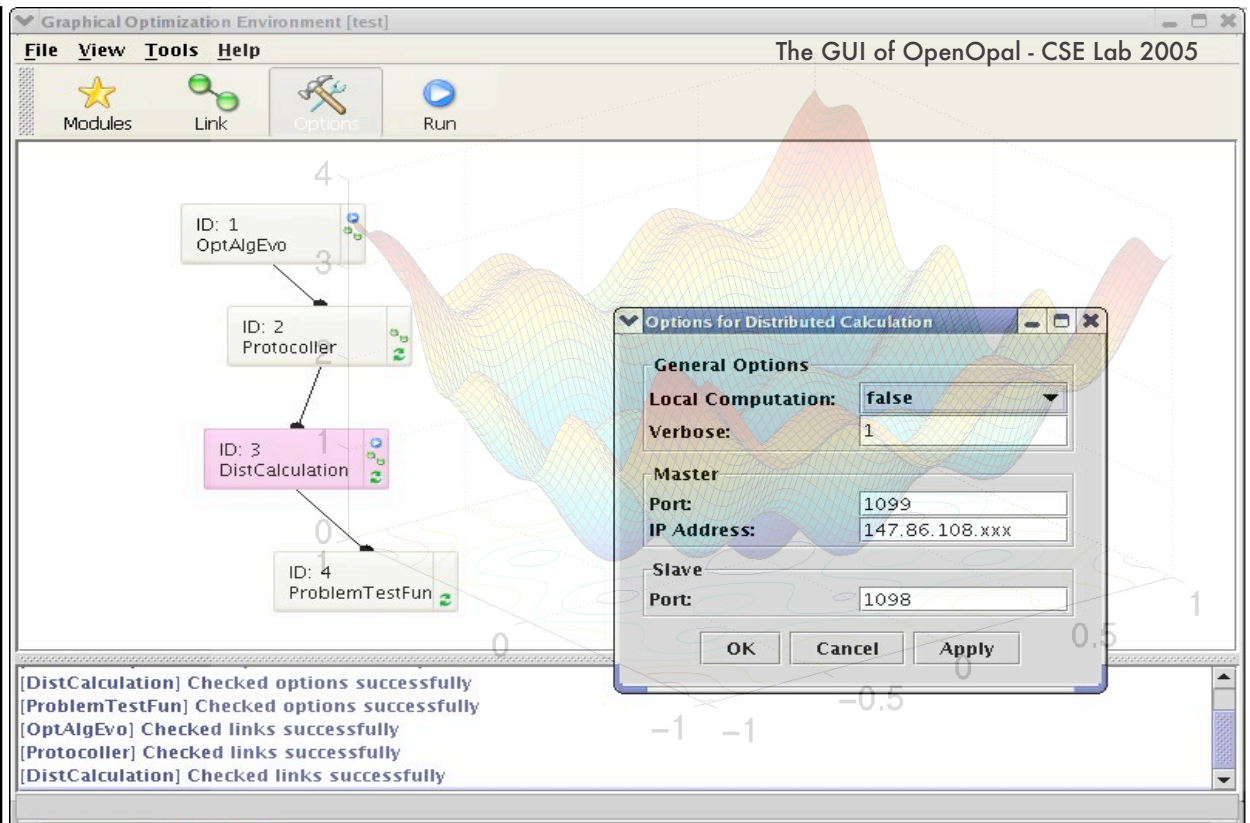 Graphical Optimization Environment [test]
File View Tools Help
The GUI of OpenOpal - CSE Lab 2005
Modules Link Options Run
4
ID: 1
OptAlgEvo
3
ID: 2
Protocoller
2
ID: 3
DistCalculation
1
0
1
ID: 4
ProblemTestFun
0
Options for Distributed Calculation
General Options
Local Computation: false
Verbose: 1
Master
Port: 1099
IP Address: 147.86.108.xxx
Slave
Port: 1098
OK Cancel Apply
1
0.5
0
−0.5
−1 −1
[DistCalculation] Checked options successfully
[ProblemTestFun] Checked options successfully
[OptAlgEvo] Checked links successfully
[Protocoller] Checked links successfully
[DistCalculation] Checked links successfully